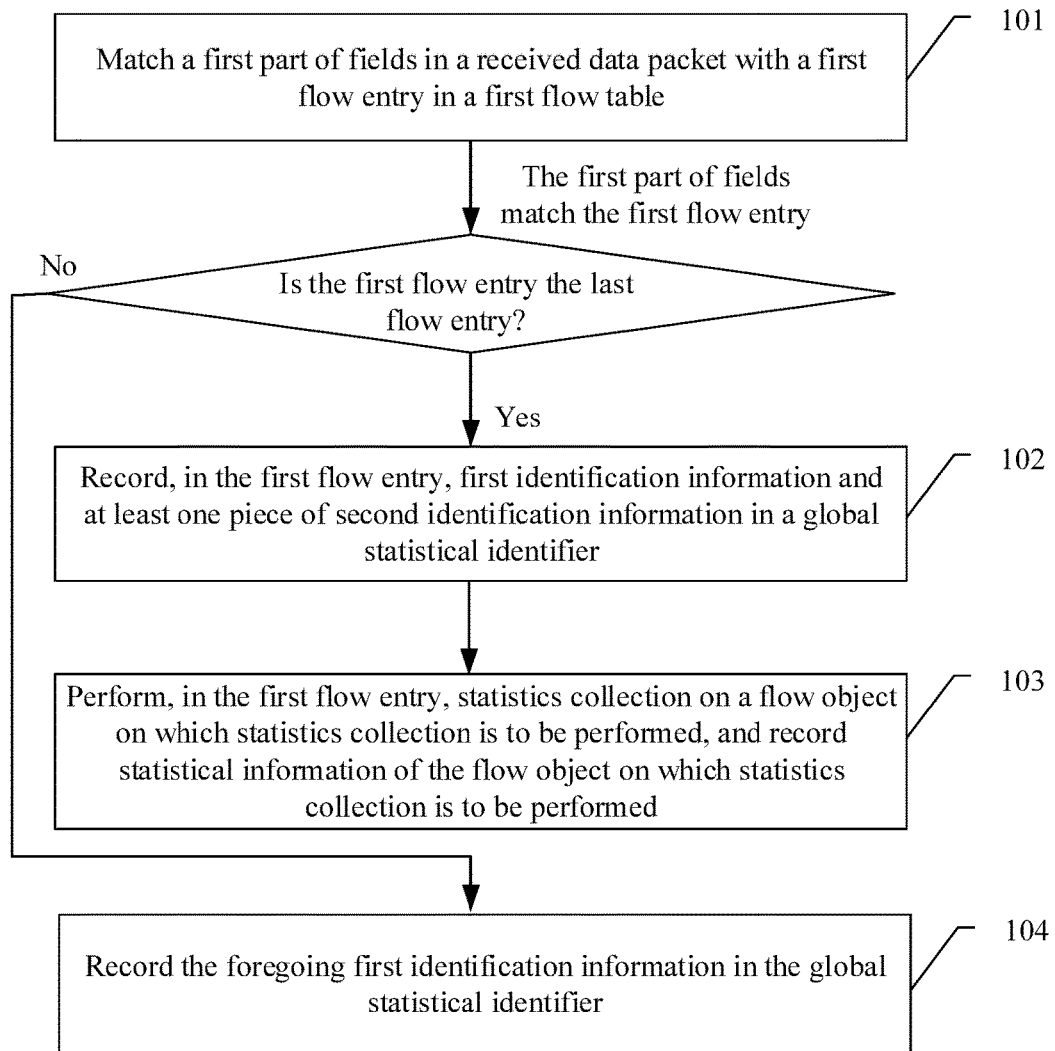 101
Match a first part of fields in a received data packet with a first
flow entry in a first flow table
The first part of fields
match the first flow entry
No
Is the first flow entry the last
flow entry?
Yes
102
Record, in the first flow entry, first identification information and
at least one piece of second identification information in a global
statistical identifier
103
Perform, in the first flow entry, statistics collection on a flow object
on which statistics collection is to be performed, and record
statistical information of the flow object on which statistics
collection is to be performed
104
Record the foregoing first identification information in the global
statistical identifier